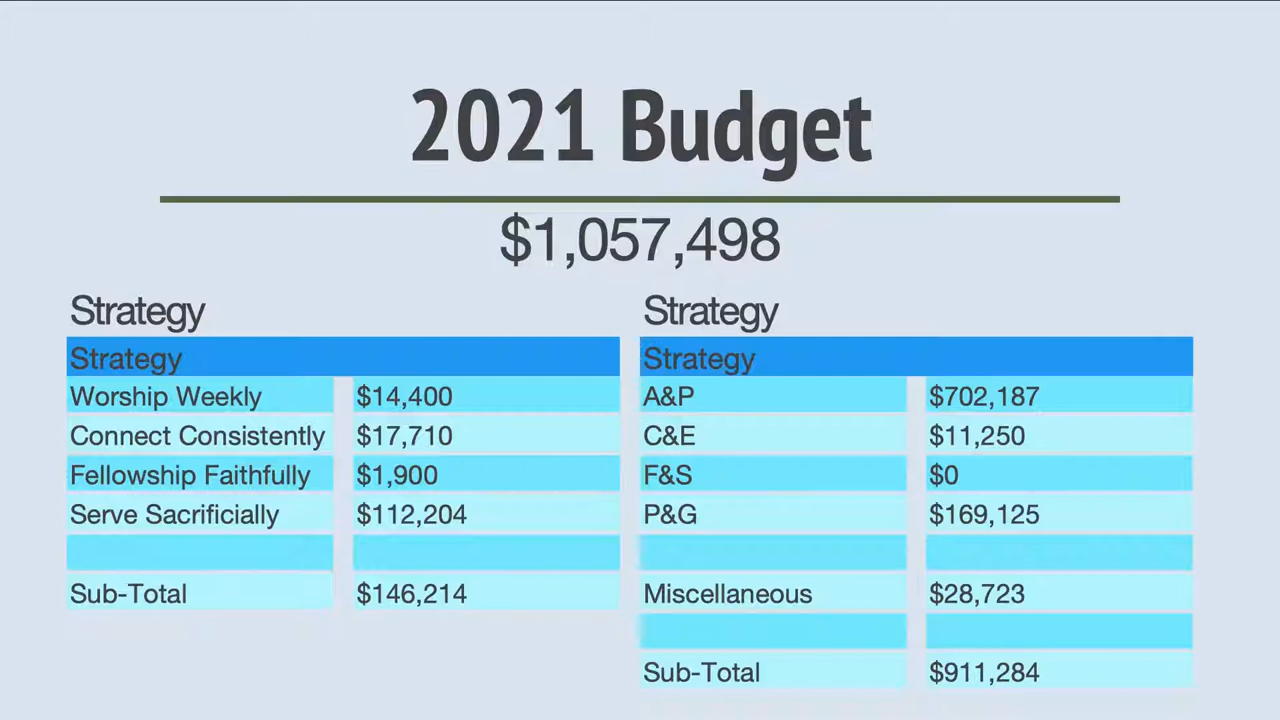 2021 Budget
$1,057,498
Strategy
Strategy
Worship Weekly $14,400
Connect Consistently $17,710
Fellowship Faithfully $1,900
Serve Sacrificially $112,204
Sub-Total $146,214
Strategy
Strategy
A&P $702,187
C&E $11,250
F&S $0
P&G $169,125
Miscellaneous $28,723
Sub-Total $911,284